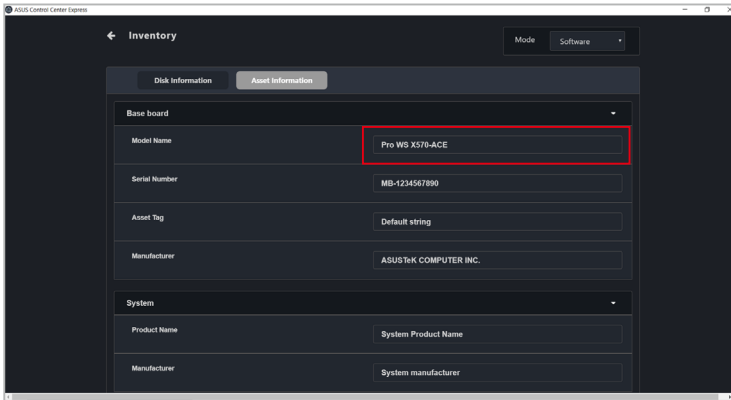 ASUS Control Center Express
Inventory
Mode Software
Disk Information Asset Information
Base board
Model Name Pro WS X570-ACE
Serial Number MB-1234567890
Asset Tag Default string
Manufacturer ASUSTeK COMPUTER INC.
System
Product Name System Product Name
Manufacturer System manufacturer